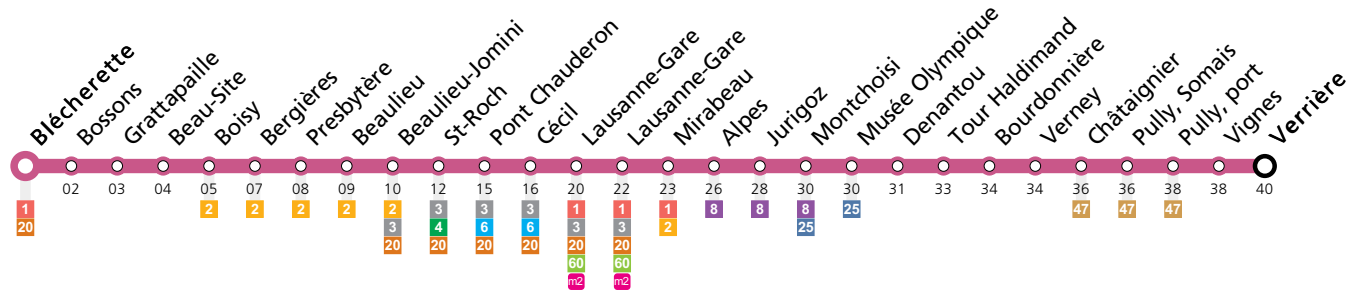 Blécherette
Bossons
Grattapaille
Beau-Site
Boisy
Bergières
Presbytère
Beaulieu
Beaulieu-Jomini
St-Roch
Pont Chauderon
Cécil
Lausanne-Gare
Lausanne-Gare
Mirabeau
Alpes
Jurigoz
Montchoisi
Musée Olympique
Denantou
Tour Haldimand
Bourdonnière
Verney
Châtaignier
Pully, Somais
Pully, port
Vignes
Verrière
02 03 04 05 07 08 09 10 12 15 16 20 22 23 26 28 30 30 31 33 34 34 36 36 38 38 40
1 2 2 2 2 2 3 3 3 1 1 1 8 8 8 25 47 47 47
20 3 4 6 6 3 3 2 25
20 20 20 20 20 20
60 60
m2 m2